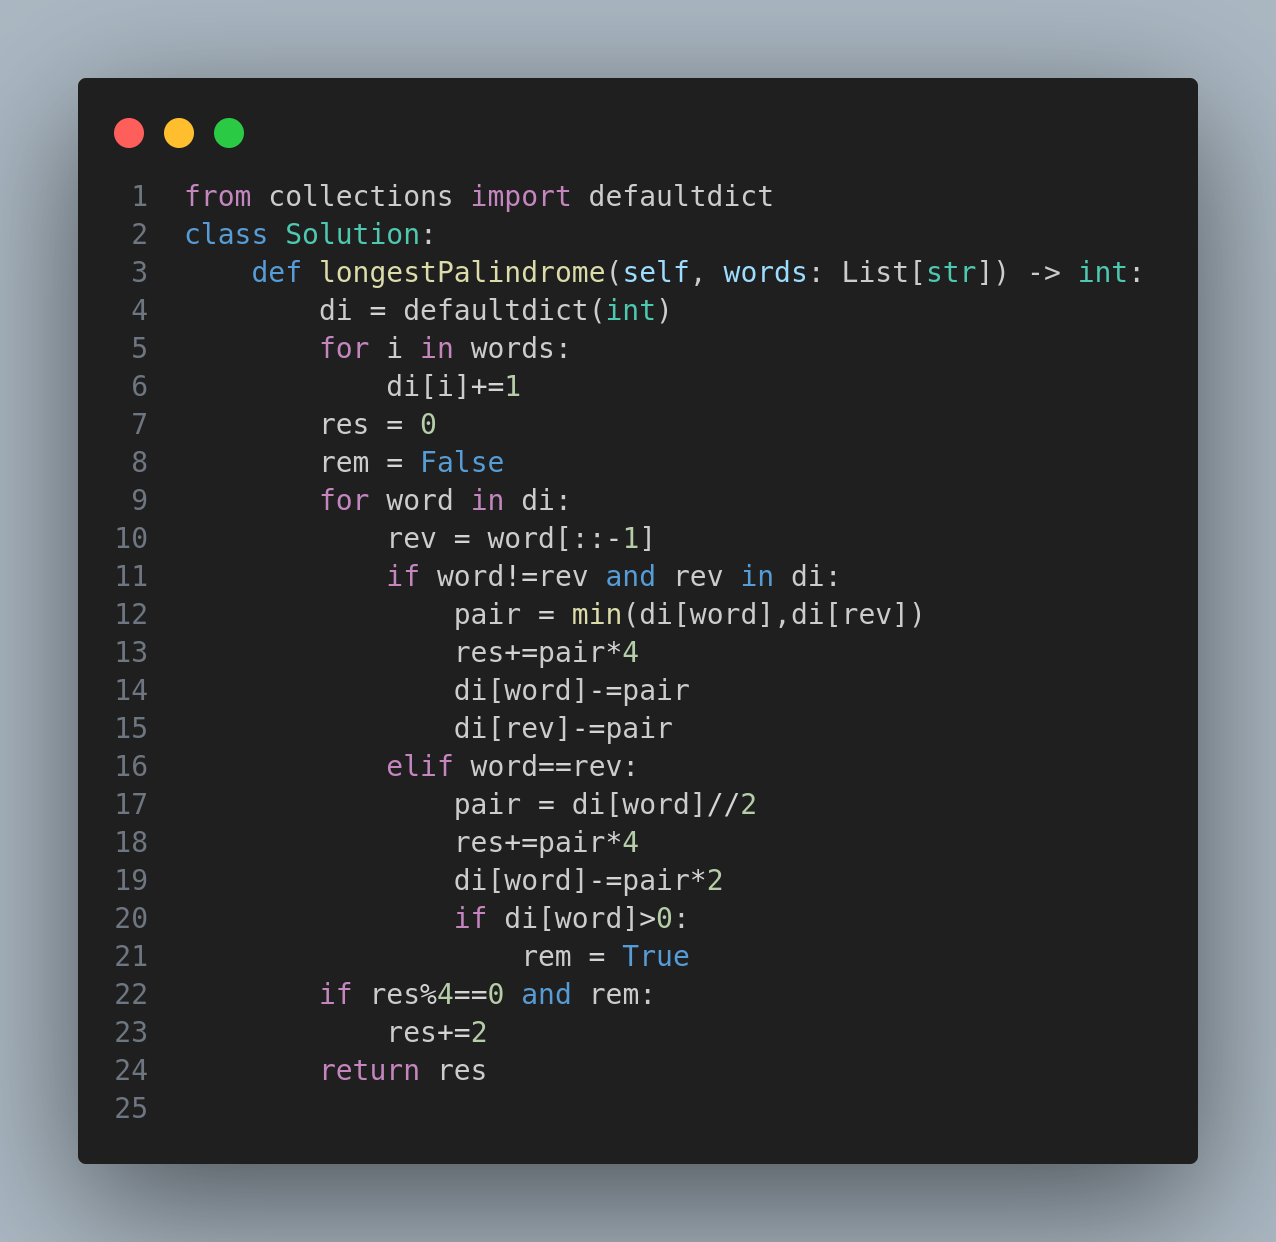 1 from collections import defaultdict
2 class Solution:
3     def longestPalindrome(self, words: List[str]) -> int:
4         di = defaultdict(int)
5         for i in words:
6             di[i]+=1
7         res = 0
8         rem = False
9         for word in di:
10             rev = word[::-1]
11             if word!=rev and rev in di:
12                 pair = min(di[word],di[rev])
13                 res+=pair*4
14                 di[word]-=pair
15                 di[rev]-=pair
16             elif word==rev:
17                 pair = di[word]//2
18                 res+=pair*4
19                 di[word]-=pair*2
20                 if di[word]>0:
21                     rem = True
22         if res%4==0 and rem:
23             res+=2
24         return res
25